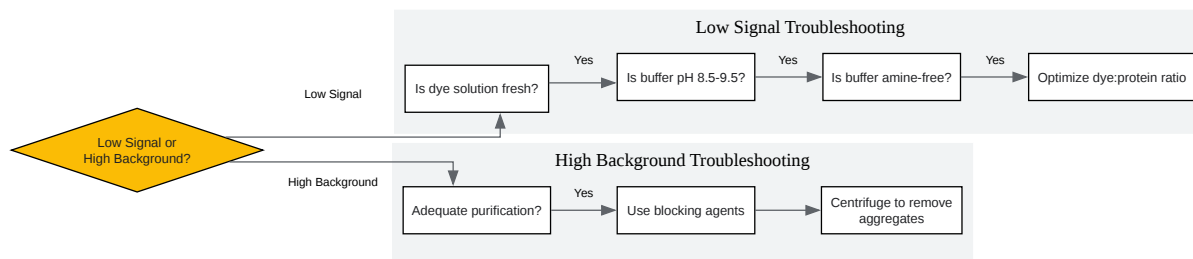 Low Signal Troubleshooting
Yes
Yes
Yes
Is dye solution fresh?
Is buffer pH 8.5-9.5?
Is buffer amine-free?
Optimize dye:protein ratio
Low Signal
Low Signal or
High Background?
High Background
High Background Troubleshooting
Yes
Adequate purification?
Use blocking agents
Centrifuge to remove
aggregates